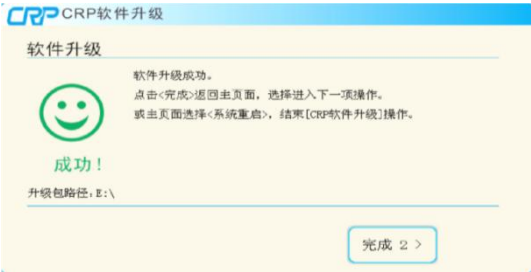 CRP CRP软件升级
软件升级
软件升级成功。
点击<完成>返回主页面，选择进入下一项操作。
或主页面选择<系统重启>，结束[CRP软件升级]操作。
成功！
升级包路径：E:\
完成 2 >